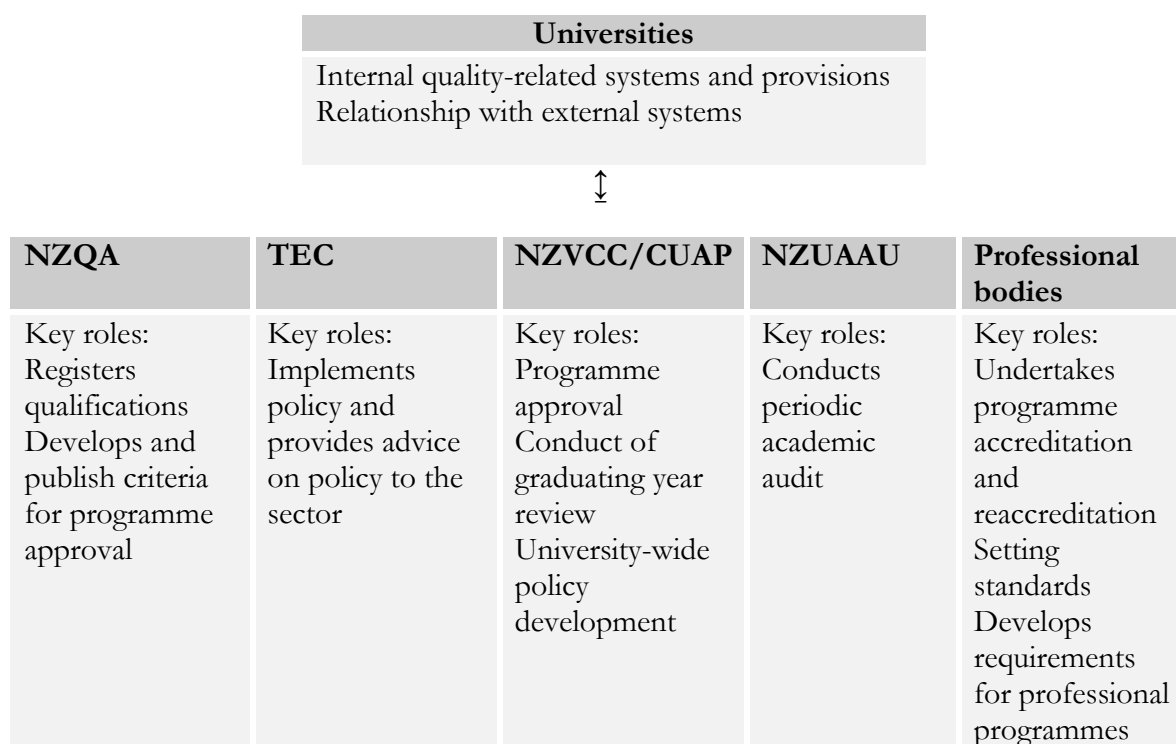 Universities
Internal quality-related systems and provisions
Relationship with external systems
↕
NZQA
Key roles:
Registers
qualifications
Develops and
publish criteria
for programme
approval
TEC
Key roles:
Implements
policy and
provides advice
on policy to the
sector
NZVCC/CUAP
Key roles:
Programme
approval
Conduct of
graduating year
review
University-wide
policy
development
NZUAAU
Key roles:
Conducts
periodic
academic
audit
Professional
bodies
Key roles:
Undertakes
programme
accreditation
and
reaccreditation
Setting
standards
Develops
requirements
for professional
programmes